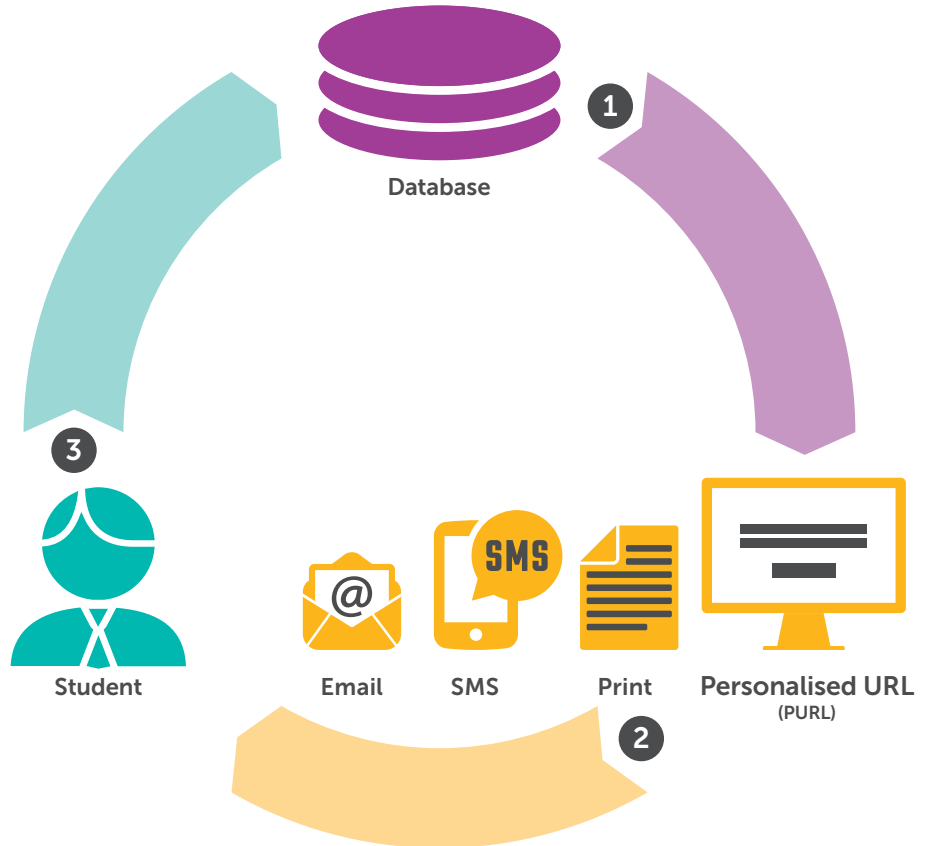 1
Database
3
@
SMS
Student
Email
SMS
Print
Personalised URL
(PURL)
2